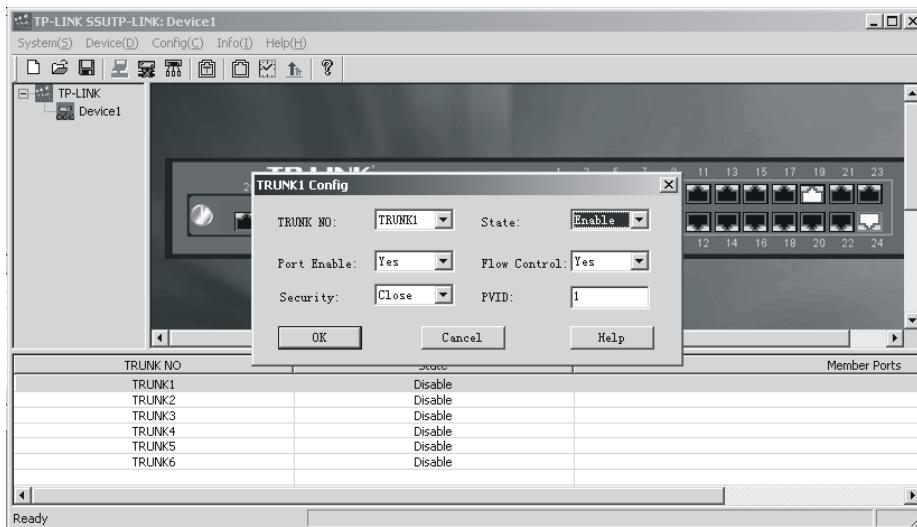 TP-LINK SSUTP-LINK: Device1
System(S) Device(D) Config(C) Info(I) Help(H)
TP-LINK
Device1
TRUNK1 Config
11 13 15 17 19 21 23
TRUNK NO: TRUNK1 State: Enable
Port Enable: Yes Flow Control: Yes
12 14 16 18 20 22 24
Security: Close PVID: 1
OK Cancel Help
TRUNK NO State Member Ports
TRUNK1 Disable
TRUNK2 Disable
TRUNK3 Disable
TRUNK4 Disable
TRUNK5 Disable
TRUNK6 Disable
Ready